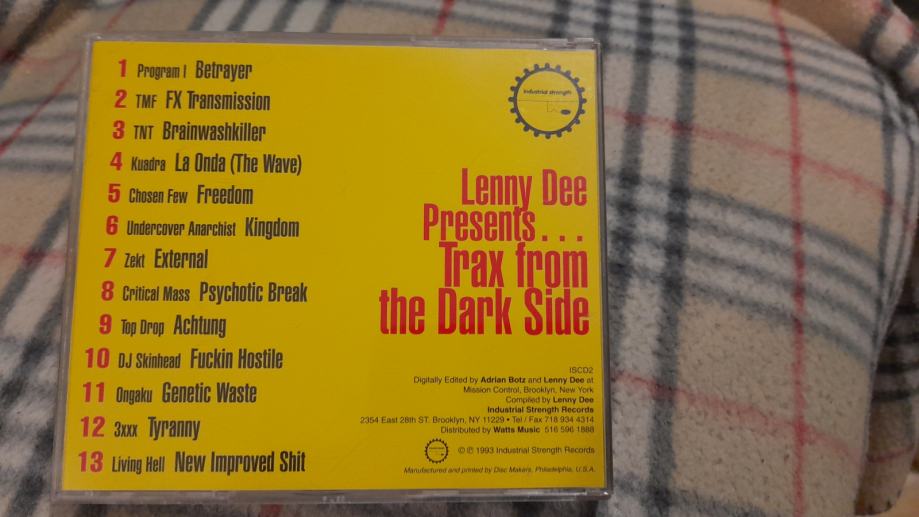 1 Program I Betrayer
2 TMF FX Transmission
3 TNT Brainwashkiller
4 Kuadra La Onda (The Wave)
5 Chosen Few Freedom
6 Undercover Anarchist Kingdom
7 Zekt External
8 Critical Mass Psychotic Break
9 Top Drop Achtung
10 DJ Skinhead Fuckin Hostile
11 Ongaku Genetic Waste
12 3xxx Tyranny
13 Living Hell New Improved Shit
industrial strength
Lenny Dee
Presents...
Trax from
the Dark Side
ISCD2
Digitally Edited by Adrian Botz and Lenny Dee at
Mission Control, Brooklyn, New York
Compiled by Lenny Dee
Industrial Strength Records
2354 East 28th ST. Brooklyn, NY 11229 • Tel / Fax 718 934 4314
Distributed by Watts Music 516 596 1888
© ℗ 1993 Industrial Strength Records
Manufactured and printed by Disc Makers, Philadelphia, U.S.A.